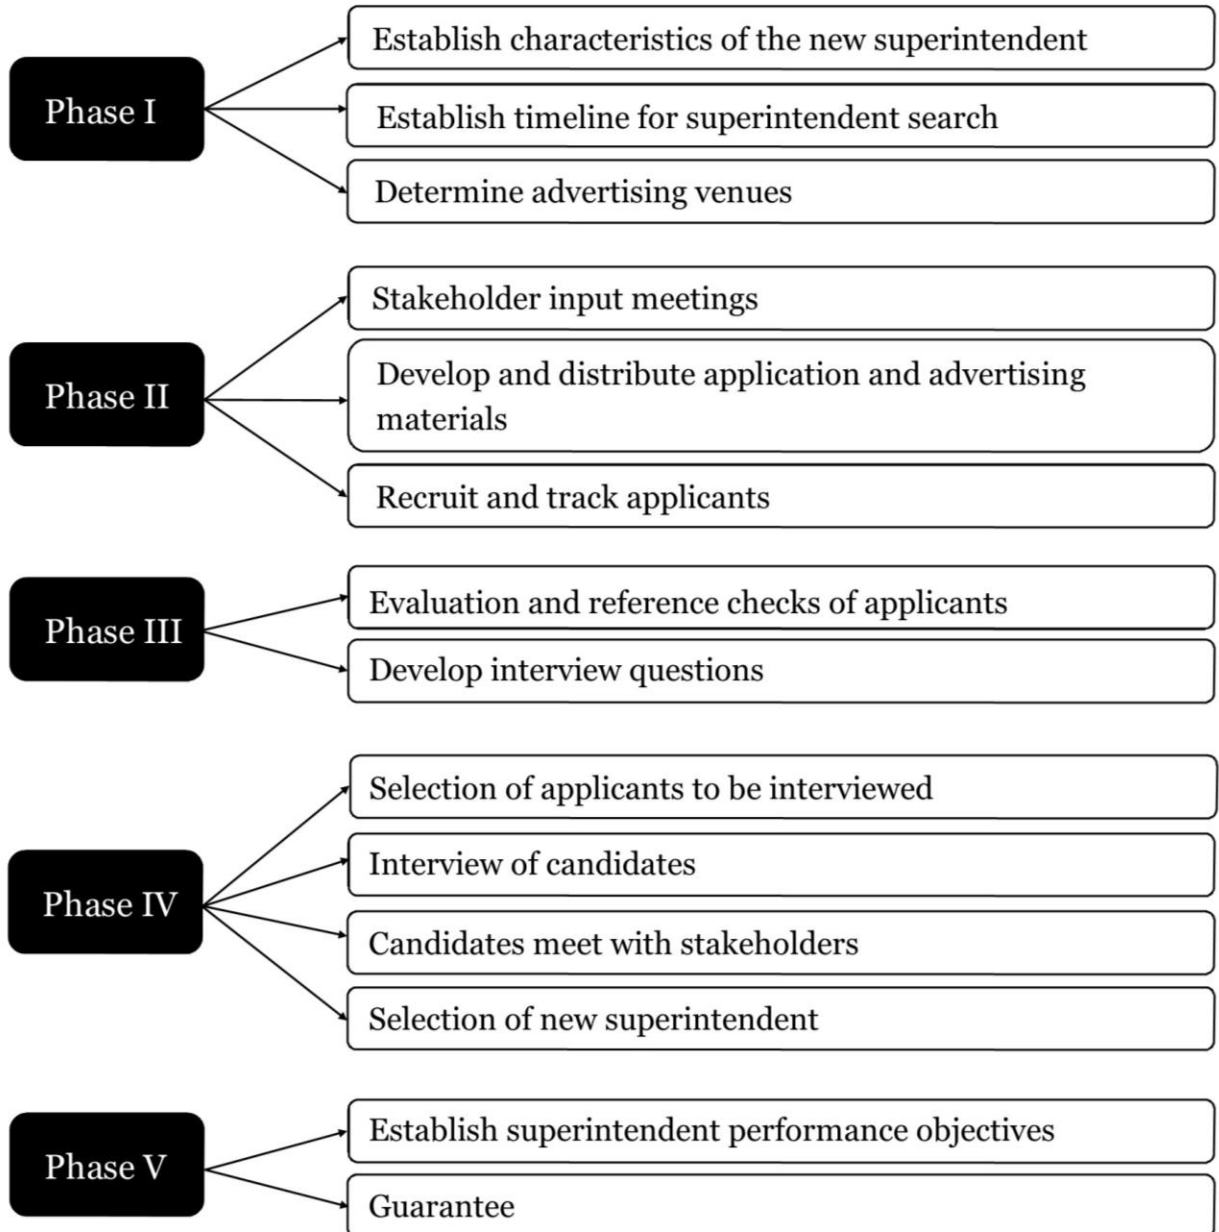 Phase I
Establish characteristics of the new superintendent
Establish timeline for superintendent search
Determine advertising venues
Phase II
Stakeholder input meetings
Develop and distribute application and advertising
materials
Recruit and track applicants
Phase III
Evaluation and reference checks of applicants
Develop interview questions
Phase IV
Selection of applicants to be interviewed
Interview of candidates
Candidates meet with stakeholders
Selection of new superintendent
Phase V
Establish superintendent performance objectives
Guarantee